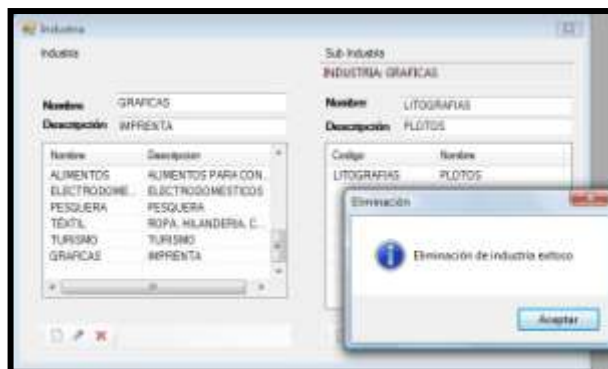 Industria
Industria
Nombre GRAFICAS
Descripción IMPRENTA
Nombre Descripcion
ALIMENTOS ALIMENTOS PARA CON..
ELECTRODOME.. ELECTRODOMESTICOS
PESQUERA PESQUERA
TÉXTIL ROPA, HILANDERIA, C...
TURISMO TURISMO
GRAFICAS IMPRENTA
Sub-Industria
INDUSTRIA: GRAFICAS
Nombre LITOGRAFIAS
Descripción PLOTOS
Codigo Nombre
LITOGRAFIAS PLOTOS
Eliminación
Eliminación de industria exitoco
Aceptar